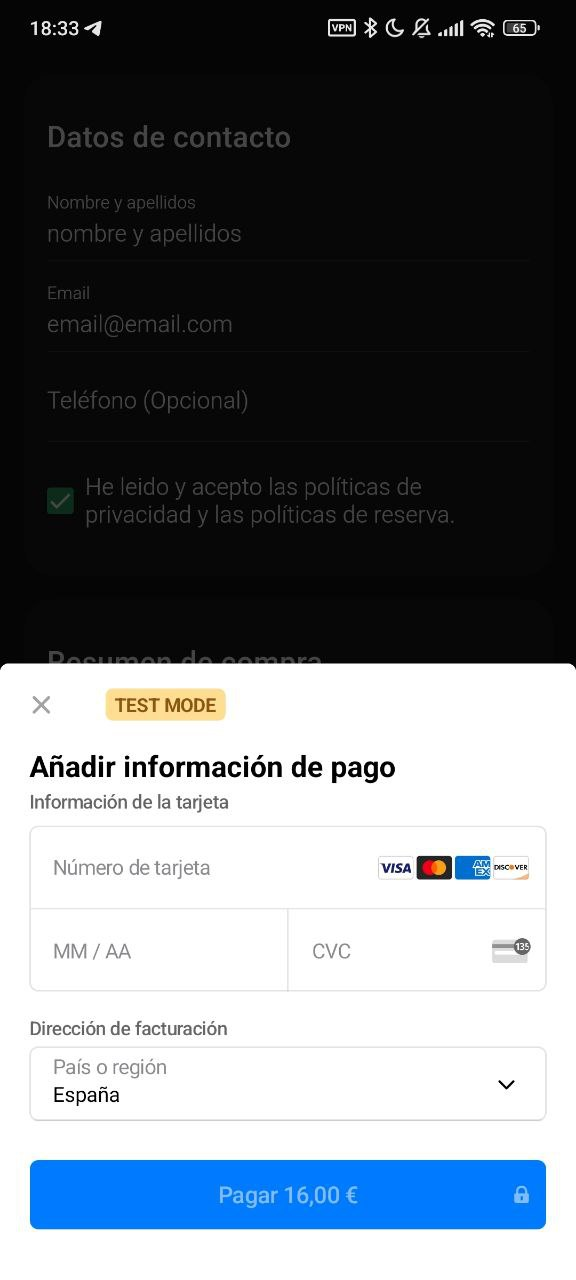 18:33 VPN 65
Datos de contacto
Nombre y apellidos
nombre y apellidos
Email
email@email.com
Teléfono (Opcional)
He leido y acepto las políticas de
privacidad y las políticas de reserva.
Resumen de compra
TEST MODE
Añadir información de pago
Información de la tarjeta
Número de tarjeta VISA AM EX DISCOVER
MM / AA CVC 135
Dirección de facturación
País o región
España
Pagar 16,00 €